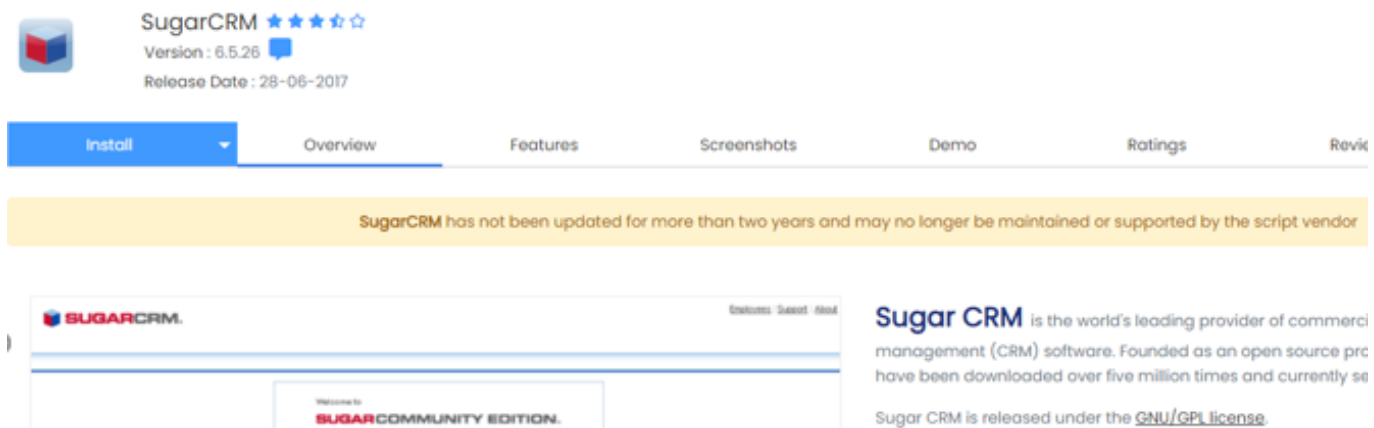 SugarCRM
Version : 6.5.26
Release Date : 28-06-2017
Install Overview Features Screenshots Demo Ratings Revie
SugarCRM has not been updated for more than two years and may no longer be maintained or supported by the script vendor
SUGARCRM.
Employees Support About
Welcome to
SUGARCOMMUNITY EDITION.
Sugar CRM is the world's leading provider of commerci
management (CRM) software. Founded as an open source pro
have been downloaded over five million times and currently se
Sugar CRM is released under the GNU/GPL license.